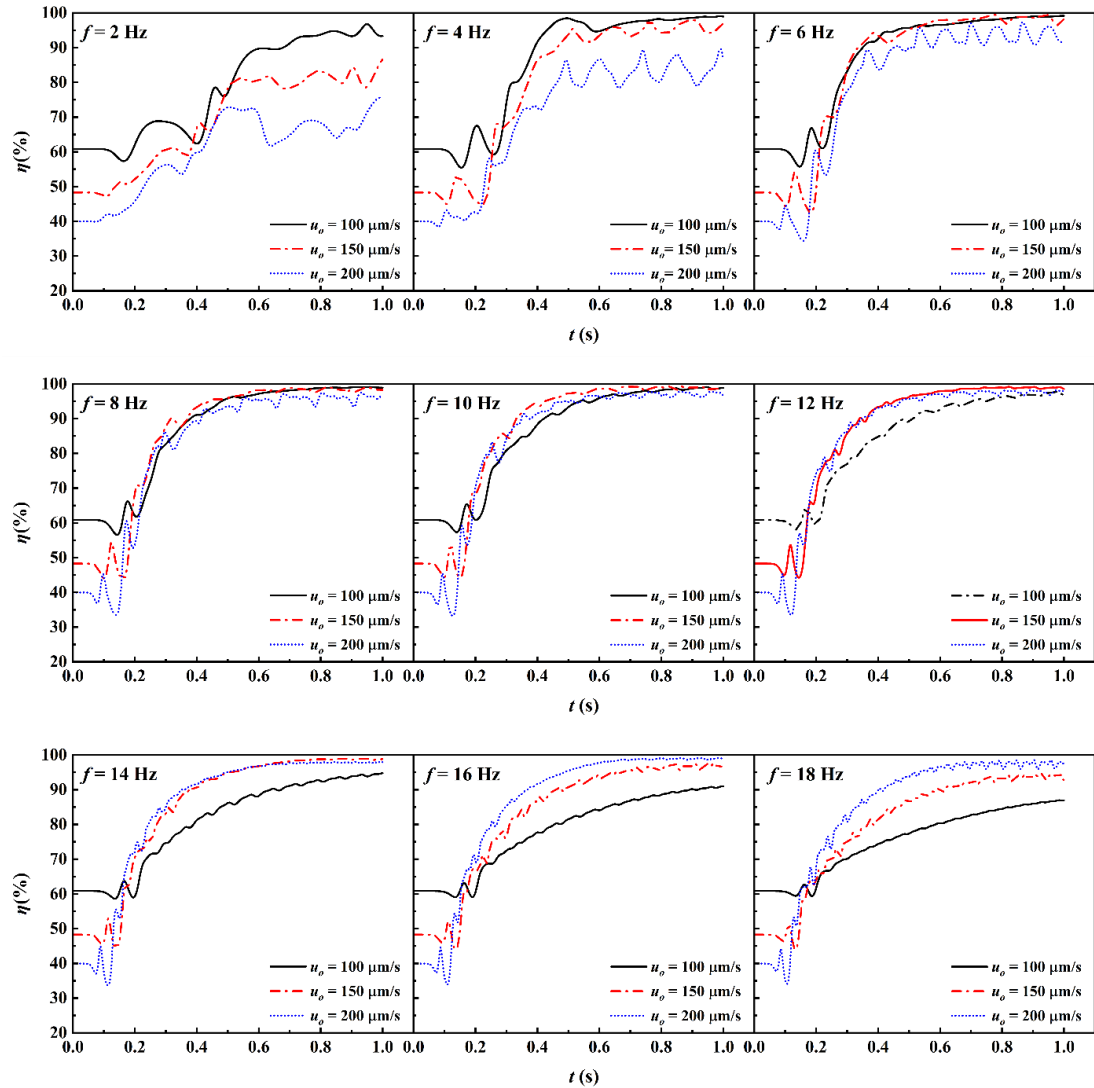 f = 2 Hz
f = 4 Hz
f = 6 Hz
η(%)
100
90
80
70
60
50
40
30
20
u_o = 100 μm/s
u_o = 150 μm/s
u_o = 200 μm/s
u_o = 100 μm/s
u_o = 150 μm/s
u_o = 200 μm/s
u_o = 100 μm/s
u_o = 150 μm/s
u_o = 200 μm/s
0.0 0.2 0.4 0.6 0.8 1.0 0.0 0.2 0.4 0.6 0.8 1.0 0.0 0.2 0.4 0.6 0.8 1.0
t (s)
f = 8 Hz
f = 10 Hz
f = 12 Hz
η(%)
100
90
80
70
60
50
40
30
20
u_o = 100 μm/s
u_o = 150 μm/s
u_o = 200 μm/s
u_o = 100 μm/s
u_o = 150 μm/s
u_o = 200 μm/s
u_o = 100 μm/s
u_o = 150 μm/s
u_o = 200 μm/s
0.0 0.2 0.4 0.6 0.8 1.0 0.0 0.2 0.4 0.6 0.8 1.0 0.0 0.2 0.4 0.6 0.8 1.0
t (s)
f = 14 Hz
f = 16 Hz
f = 18 Hz
η(%)
100
90
80
70
60
50
40
30
20
u_o = 100 μm/s
u_o = 150 μm/s
u_o = 200 μm/s
u_o = 100 μm/s
u_o = 150 μm/s
u_o = 200 μm/s
u_o = 100 μm/s
u_o = 150 μm/s
u_o = 200 μm/s
0.0 0.2 0.4 0.6 0.8 1.0 0.0 0.2 0.4 0.6 0.8 1.0 0.0 0.2 0.4 0.6 0.8 1.0
t (s)